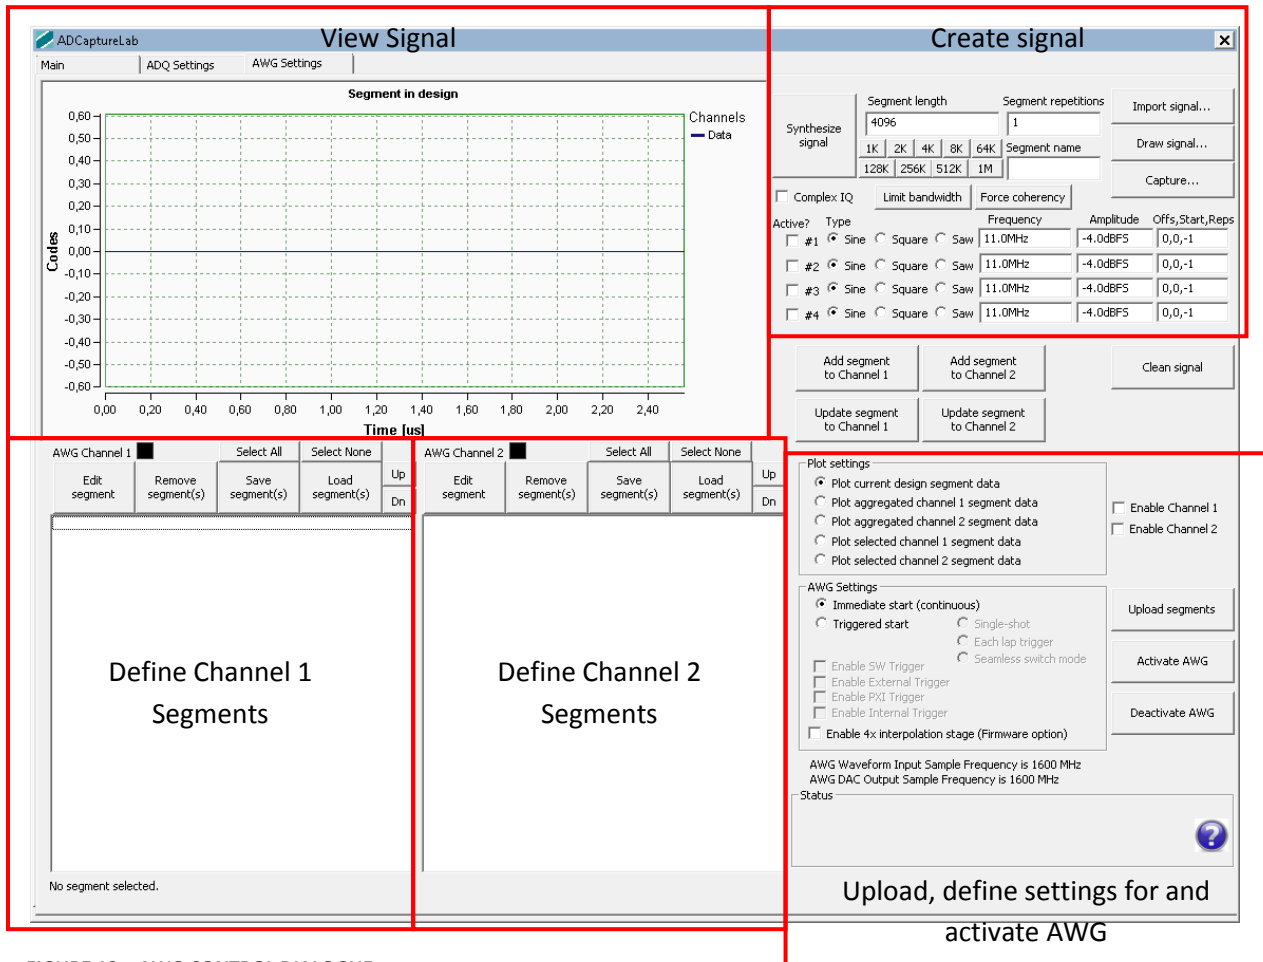 View Signal
Create signal
ADCaptureLab
Main
ADQ Settings
AWG Settings
Segment in design
0,60
0,50
0,40
0,30
0,20
0,10
0,00
-0,10
-0,20
-0,30
-0,40
-0,50
-0,60
Codes
0,00 0,20 0,40 0,60 0,80 1,00 1,20 1,40 1,60 1,80 2,00 2,20 2,40
Time [us]
Channels
Data
Synthesize
signal
Segment length
4096
Segment repetitions
1
1K 2K 4K 8K 64K
128K 256K 512K 1M
Segment name
Import signal...
Draw signal...
Capture...
Complex IQ
Limit bandwidth
Force coherency
Active? Type Frequency Amplitude Offs,Start,Reps
#1 Sine Square Saw 11.0MHz -4.0dBFS 0,0,-1
#2 Sine Square Saw 11.0MHz -4.0dBFS 0,0,-1
#3 Sine Square Saw 11.0MHz -4.0dBFS 0,0,-1
#4 Sine Square Saw 11.0MHz -4.0dBFS 0,0,-1
Add segment
to Channel 1
Add segment
to Channel 2
Clean signal
Update segment
to Channel 1
Update segment
to Channel 2
AWG Channel 1
Select All
Select None
Edit
segment
Remove
segment(s)
Save
segment(s)
Load
segment(s)
Up
Dn
Define Channel 1
Segments
No segment selected.
AWG Channel 2
Select All
Select None
Edit
segment
Remove
segment(s)
Save
segment(s)
Load
segment(s)
Up
Dn
Define Channel 2
Segments
Plot settings
Plot current design segment data
Plot aggregated channel 1 segment data
Plot aggregated channel 2 segment data
Plot selected channel 1 segment data
Plot selected channel 2 segment data
Enable Channel 1
Enable Channel 2
AWG Settings
Immediate start (continuous)
Triggered start
Single-shot
Each lap trigger
Seamless switch mode
Enable SW Trigger
Enable External Trigger
Enable PXI Trigger
Enable Internal Trigger
Enable 4x interpolation stage (Firmware option)
Upload segments
Activate AWG
Deactivate AWG
AWG Waveform Input Sample Frequency is 1600 MHz
AWG DAC Output Sample Frequency is 1600 MHz
Status
Upload, define settings for and
activate AWG